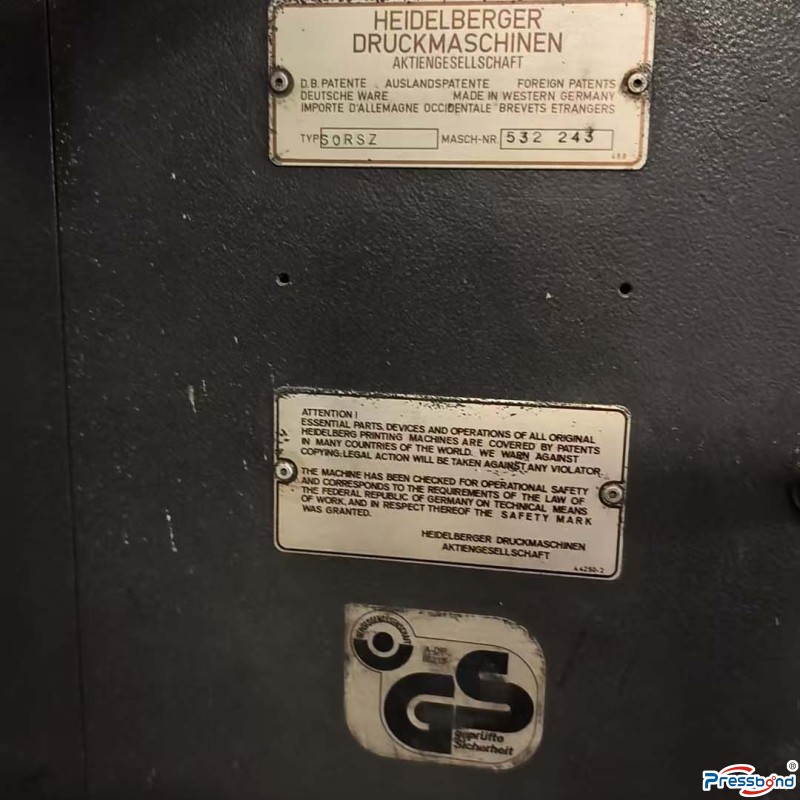 HEIDELBERGER
DRUCKMASCHINEN
AKTIENGESELLSCHAFT
D.B. PATENTE AUSLANDSPATENTE FOREIGN PATENTS
DEUTSCHE WARE MADE IN WESTERN GERMANY
IMPORTE D'ALLEMAGNE OCCIDENTALE BREVETS ETRANGERS
TYP SORSZ MASCH-NR. 532 243
ATTENTION !
ESSENTIAL PARTS, DEVICES AND OPERATIONS OF ALL ORIGINAL
HEIDELBERG PRINTING MACHINES ARE COVERED BY PATENTS
IN MANY COUNTRIES OF THE WORLD. WE WARN AGAINST
COPYING; LEGAL ACTION WILL BE TAKEN AGAINST ANY VIOLATOR
THE MACHINE HAS BEEN CHECKED FOR OPERATIONAL SAFETY
AND CORRESPONDS TO THE REQUIREMENTS OF THE LAW OF
THE FEDERAL REPUBLIC OF GERMANY ON TECHNICAL MEANS
OF WORK, AND IN RESPECT THEREOF THE SAFETY MARK
WAS GRANTED.
HEIDELBERGER DRUCKMASCHINEN
AKTIENGESELLSCHAFT
44250-2
GS
geprüfte
Sicherheit
Pressbond®